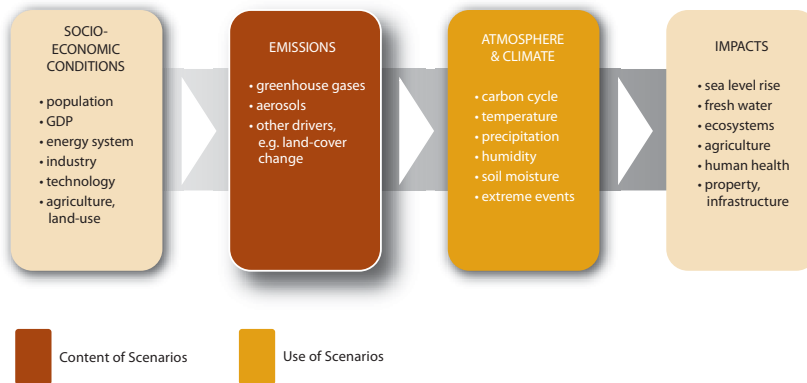 SOCIO-
ECONOMIC
CONDITIONS
• population
• GDP
• energy system
• industry
• technology
• agriculture,
land-use
EMISSIONS
• greenhouse gases
• aerosols
• other drivers,
e.g. land-cover
change
ATMOSPHERE
& CLIMATE
• carbon cycle
• temperature
• precipitation
• humidity
• soil moisture
• extreme events
IMPACTS
• sea level rise
• fresh water
• ecosystems
• agriculture
• human health
• property,
infrastructure
Content of Scenarios
Use of Scenarios